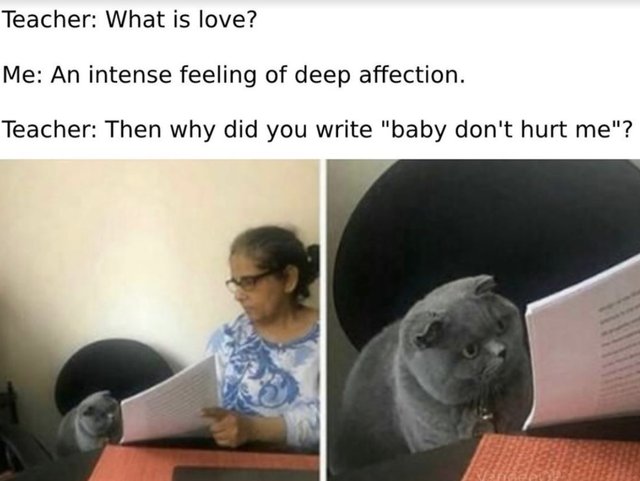 Teacher: What is love?
Me: An intense feeling of deep affection.
Teacher: Then why did you write "baby don't hurt me"?